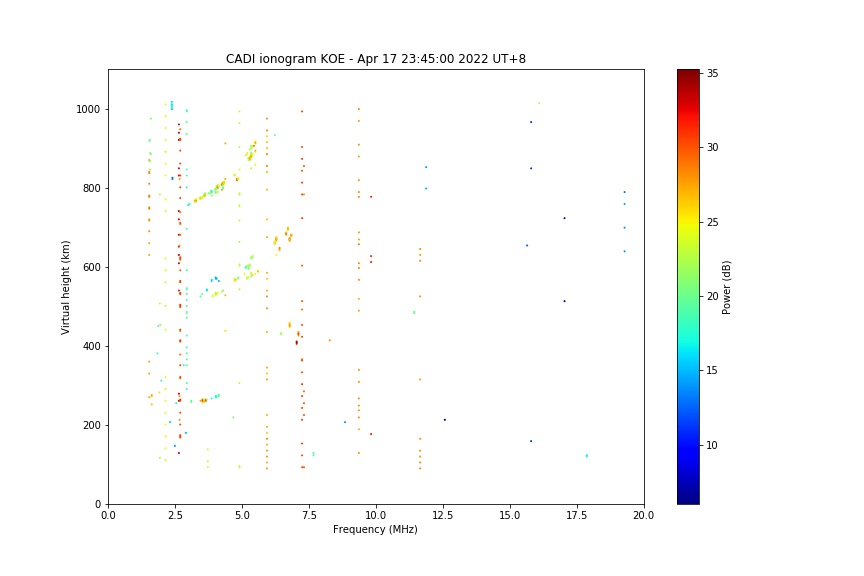 CADI ionogram KOE - Apr 17 23:45:00 2022 UT+8
Virtual height (km)
1000
800
600
400
200
0
0.0 2.5 5.0 7.5 10.0 12.5 15.0 17.5 20.0
Frequency (MHz)
35
30
25
20
15
10
Power (dB)